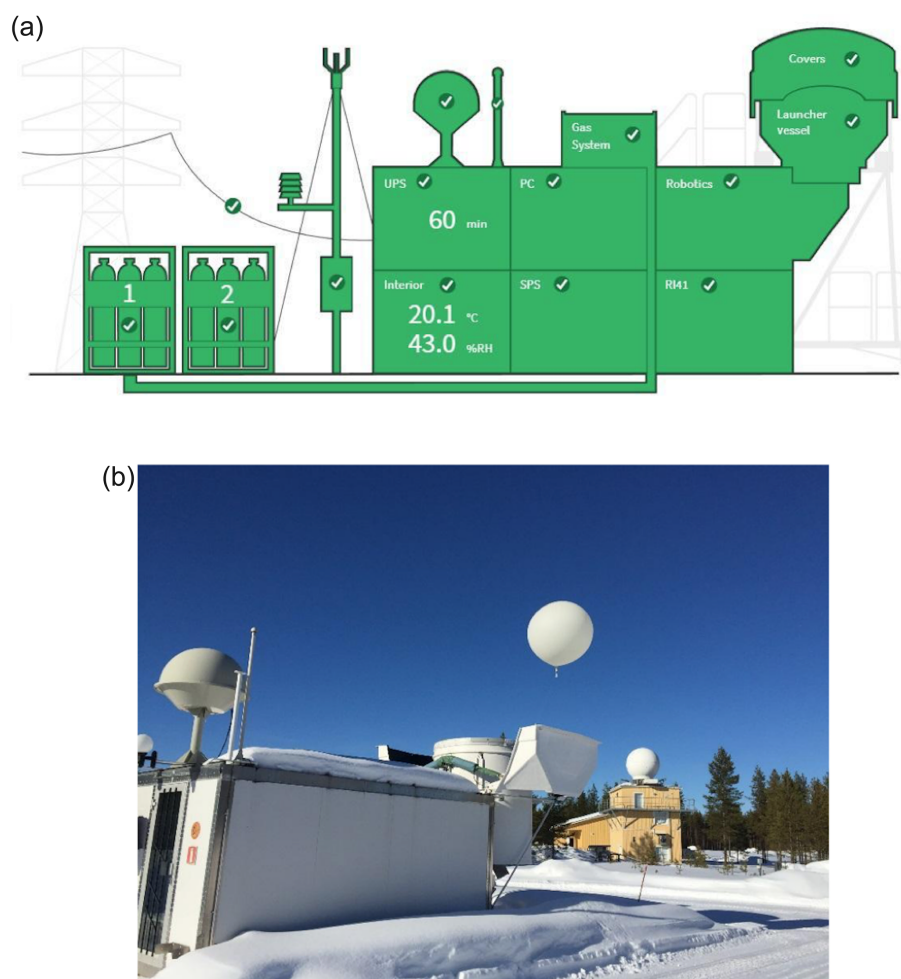 (a)
Covers
Launcher
vessel
Gas
System
UPS
PC
Robotics
60 min
Interior
SPS
RI41
1
2
20.1 °C
43.0 %RH
(b)